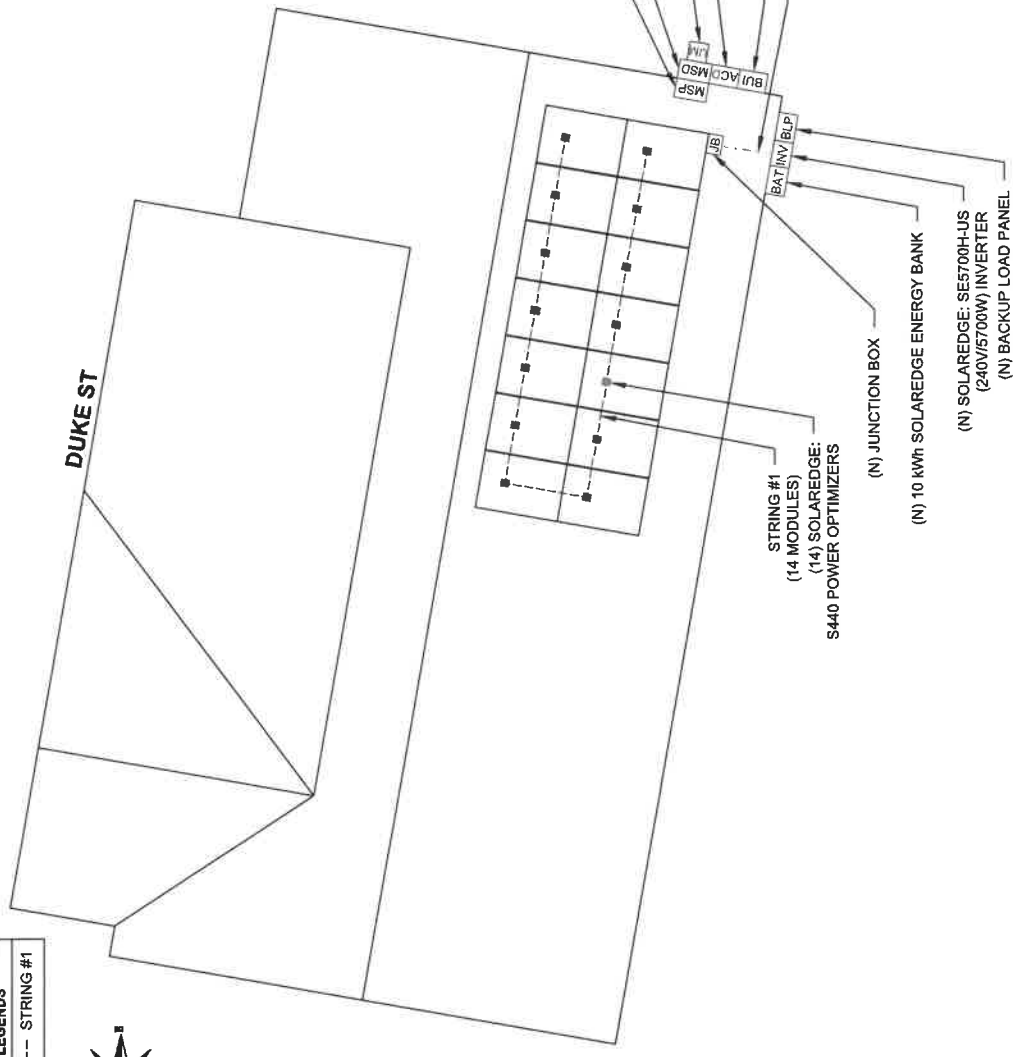 DUKE ST
UM
MSD
MSP
ACD
BUI
JB
BAT
INV
BLP
STRING #1
(14 MODULES)
(14) SOLAREDGE:
S440 POWER OPTIMIZERS
(N) JUNCTION BOX
(N) 10 kWh SOLAREDGE ENERGY BANK
(N) SOLAREDGE: SE5700H-US
(240V/5700W) INVERTER
(N) BACKUP LOAD PANEL
LEGENDS
STRING #1